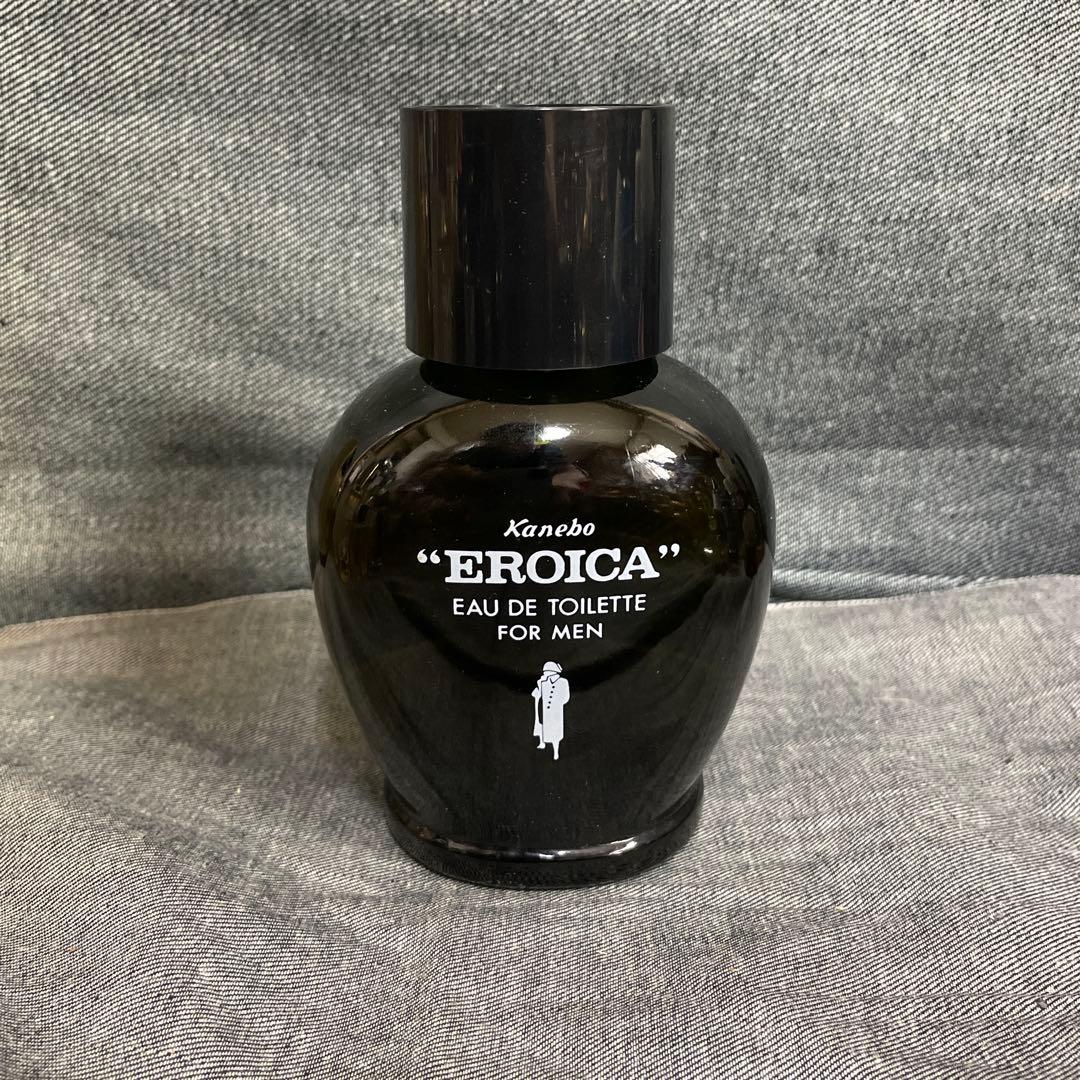 Kanebo
“EROICA”
EAU DE TOILETTE
FOR MEN